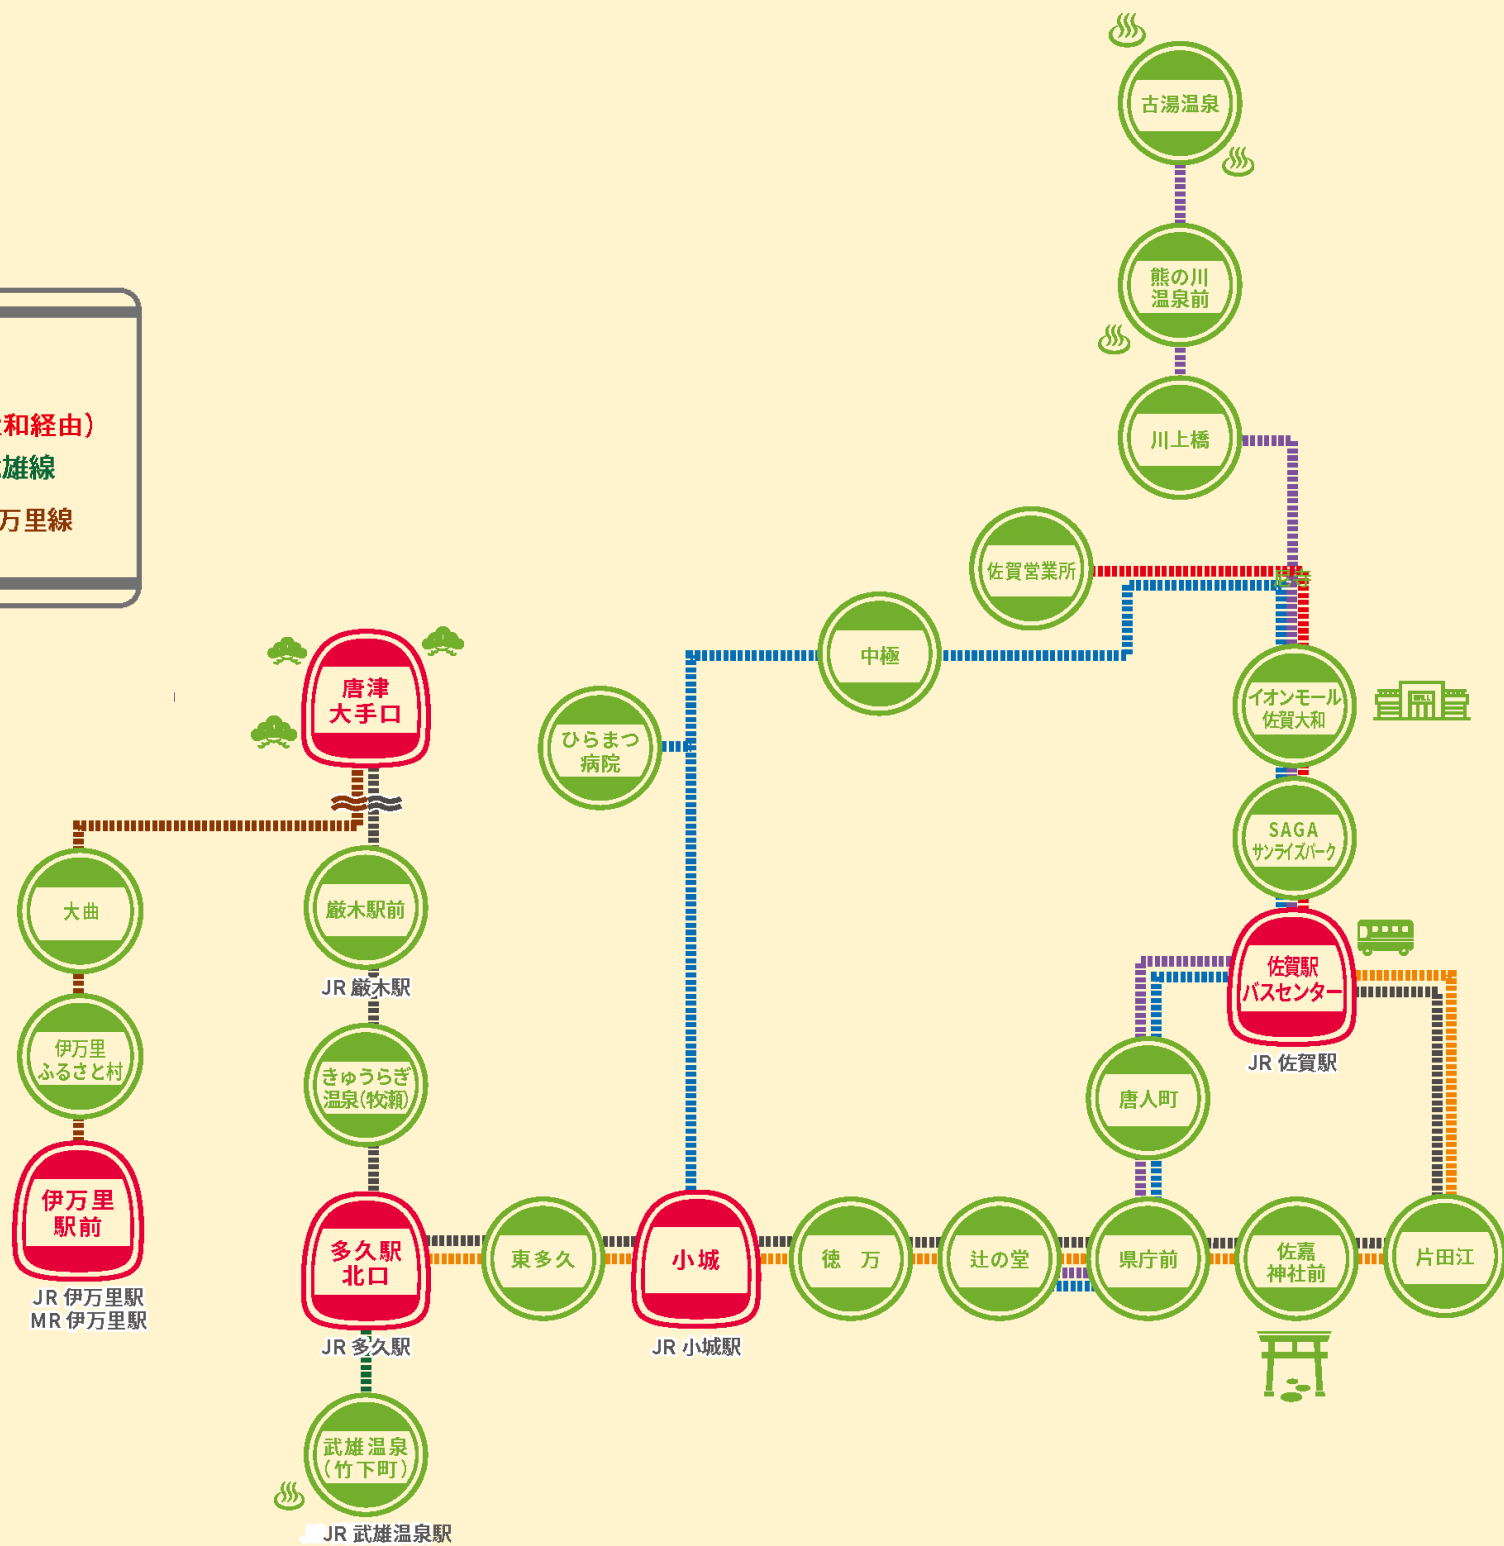 古湯温泉
熊の川
温泉前
川上橋
和経由）
雄線
万里線
佐賀営業所
尼寺
中極
イオンモール
佐賀大和
唐津
大手口
ひらまつ
病院
SAGA
サンライズパーク
大曲
厳木駅前
JR 厳木駅
佐賀駅
バスセンター
JR 佐賀駅
伊万里
ふるさと村
きゅうらぎ
温泉（牧瀬）
唐人町
伊万里
駅前
JR 伊万里駅
MR 伊万里駅
多久駅
北口
JR 多久駅
東多久
小城
JR 小城駅
徳　万
辻の堂
県庁前
佐嘉
神社前
片田江
武雄温泉
（竹下町）
JR 武雄温泉駅